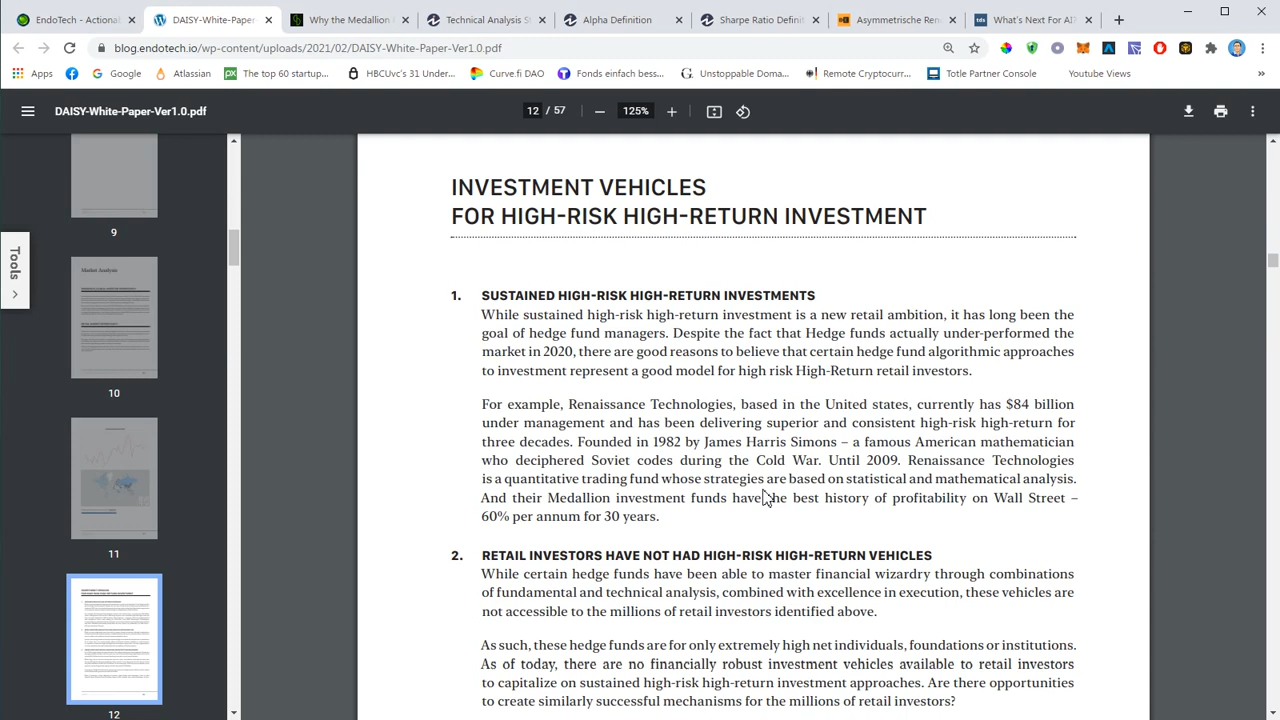 EndoTech - Actional
DAISY-White-Paper-
Why the Medallion I
Technical Analysis S
Alpha Definition
Sharpe Ratio Defini
Asymmetrische Ren
What's Next For AI?
blog.endotech.io/wp-content/uploads/2021/02/DAISY-White-Paper-Ver1.0.pdf
Apps
Google
Atlassian
The top 60 startup...
HBCUvc's 31 Under...
Curve.fi DAO
Fonds einfach bess...
Unstoppable Doma...
Remote Cryptocurr...
Totle Partner Console
Youtube Views
DAISY-White-Paper-Ver1.0.pdf
12 / 57
125%
Tools
9
Market Analysis
10
11
12
INVESTMENT VEHICLES
FOR HIGH-RISK HIGH-RETURN INVESTMENT
1. SUSTAINED HIGH-RISK HIGH-RETURN INVESTMENTS
While sustained high-risk high-return investment is a new retail ambition, it has long been the
goal of hedge fund managers. Despite the fact that Hedge funds actually under-performed the
market in 2020, there are good reasons to believe that certain hedge fund algorithmic approaches
to investment represent a good model for high risk High-Return retail investors.
For example, Renaissance Technologies, based in the United states, currently has $84 billion
under management and has been delivering superior and consistent high-risk high-return for
three decades. Founded in 1982 by James Harris Simons – a famous American mathematician
who deciphered Soviet codes during the Cold War. Until 2009. Renaissance Technologies
is a quantitative trading fund whose strategies are based on statistical and mathematical analysis.
And their Medallion investment funds have the best history of profitability on Wall Street –
60% per annum for 30 years.
2. RETAIL INVESTORS HAVE NOT HAD HIGH-RISK HIGH-RETURN VEHICLES
While certain hedge funds have been able to master financial wizardry through combinations
of fundamental and technical analysis, combined with excellence in execution, these vehicles are
not accessible to the millions of retail investors identified above.
As such, these hedge funds are for only extremely high net individuals, foundations or institutions.
As of today, there are no financially robust investment vehicles available to retail investors
to capitalize on sustained high-risk high-return investment approaches. Are there opportunities
to create similarly successful mechanisms for the millions of retail investors?